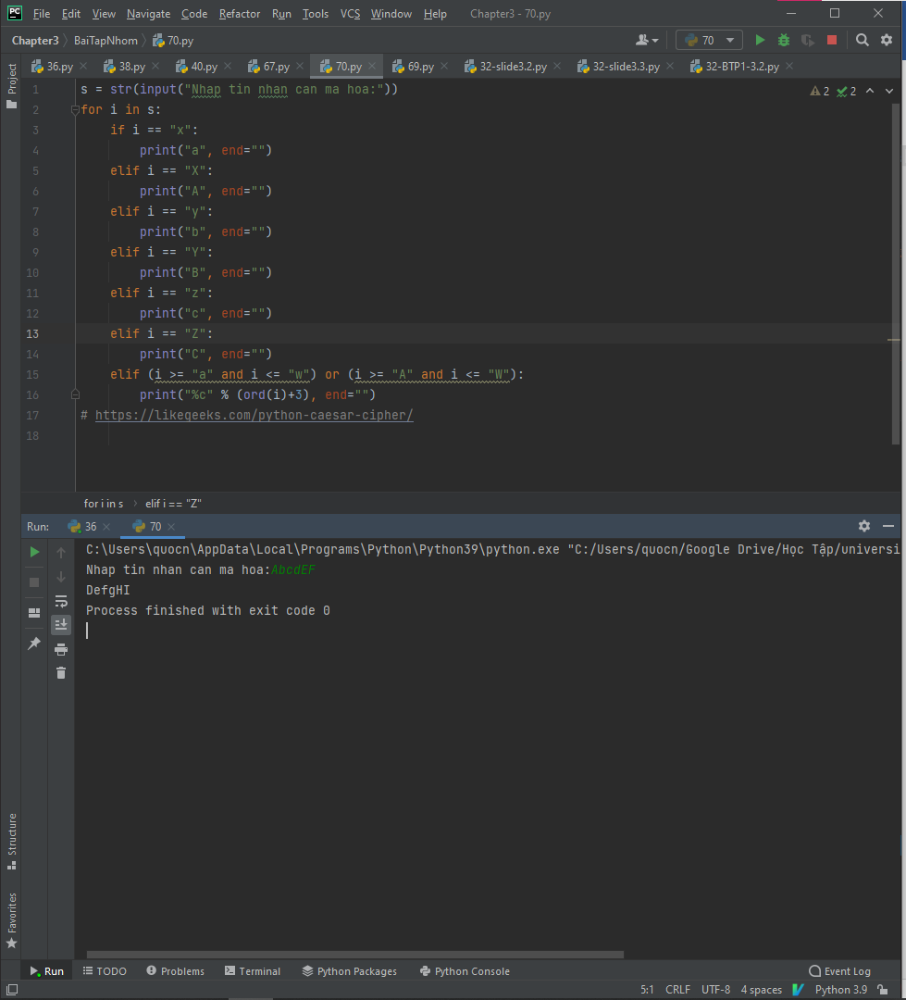 PC File Edit View Navigate Code Refactor Run Tools VCS Window Help Chapter3 - 70.py
Chapter3 BaiTapNhom 70.py 70
Project
36.py 38.py 40.py 67.py 70.py 69.py 32-slide3.2.py 32-slide3.3.py 32-BTP1-3.2.py
1 s = str(input("Nhap tin nhan can ma hoa:")) 2 2
2 for i in s:
3 if i == "x":
4 print("a", end="")
5 elif i == "X":
6 print("A", end="")
7 elif i == "y":
8 print("b", end="")
9 elif i == "Y":
10 print("B", end="")
11 elif i == "z":
12 print("c", end="")
13 elif i == "Z":
14 print("C", end="")
15 elif (i >= "a" and i <= "w") or (i >= "A" and i <= "W"):
16 print("%c" % (ord(i)+3), end="")
17 # https://likegeeks.com/python-caesar-cipher/
18
for i in s elif i == "Z"
Run: 36 70
C:\Users\quocn\AppData\Local\Programs\Python\Python39\python.exe "C:/Users/quocn/Google Drive/Học Tập/universi
Nhap tin nhan can ma hoa:AbcdEF
DefgHI
Process finished with exit code 0
Structure
Favorites
Run TODO Problems Terminal Python Packages Python Console Event Log
5:1 CRLF UTF-8 4 spaces Python 3.9